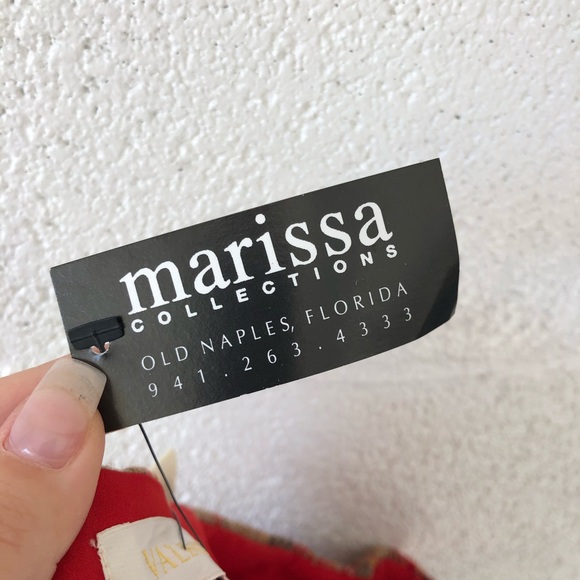 marissa
COLLECTIONS
OLD NAPLES, FLORIDA
941.263.4333